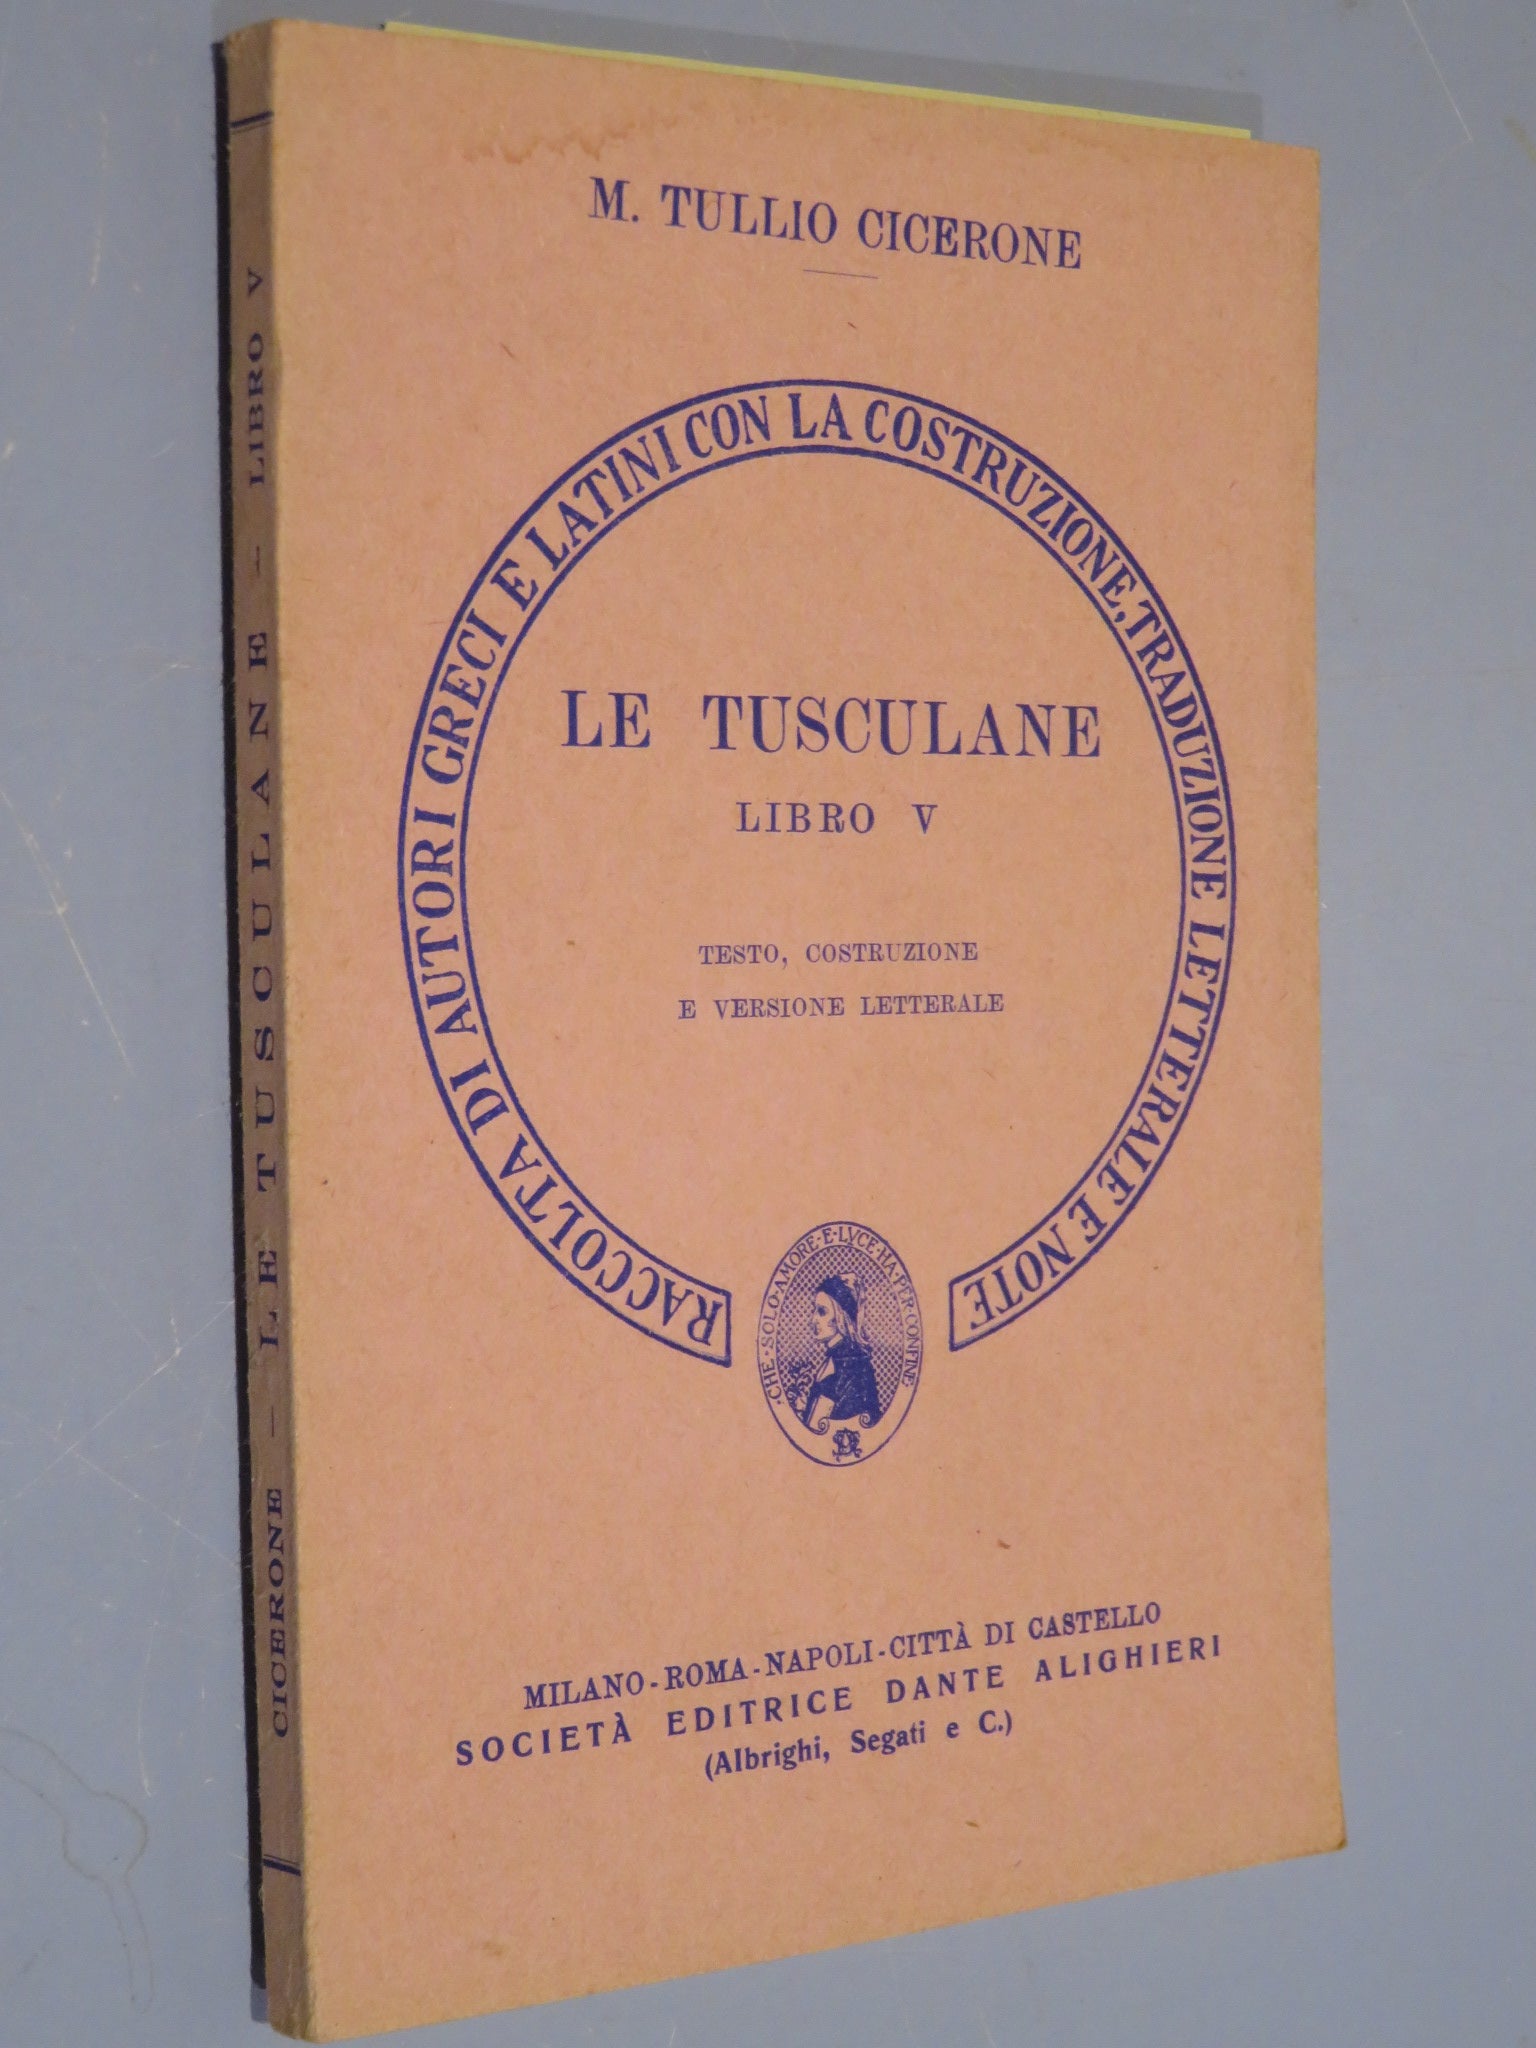 M. TULLIO CICERONE
RACCOLTA DI AUTORI GRECI E LATINI CON LA COSTRUZIONE, TRADUZIONE LETTERALE E NOTE
LE TUSCULANE
LIBRO V
TESTO, COSTRUZIONE
E VERSIONE LETTERALE
·CHE·SOLO·AMORE·E·LVCE·HA·PER·CONFINE·
MILANO-ROMA-NAPOLI-CITTÀ DI CASTELLO
SOCIETÀ EDITRICE DANTE ALIGHIERI
(Albrighi, Segati e C.)
CICERONE – LE TUSCULANE – LIBRO V